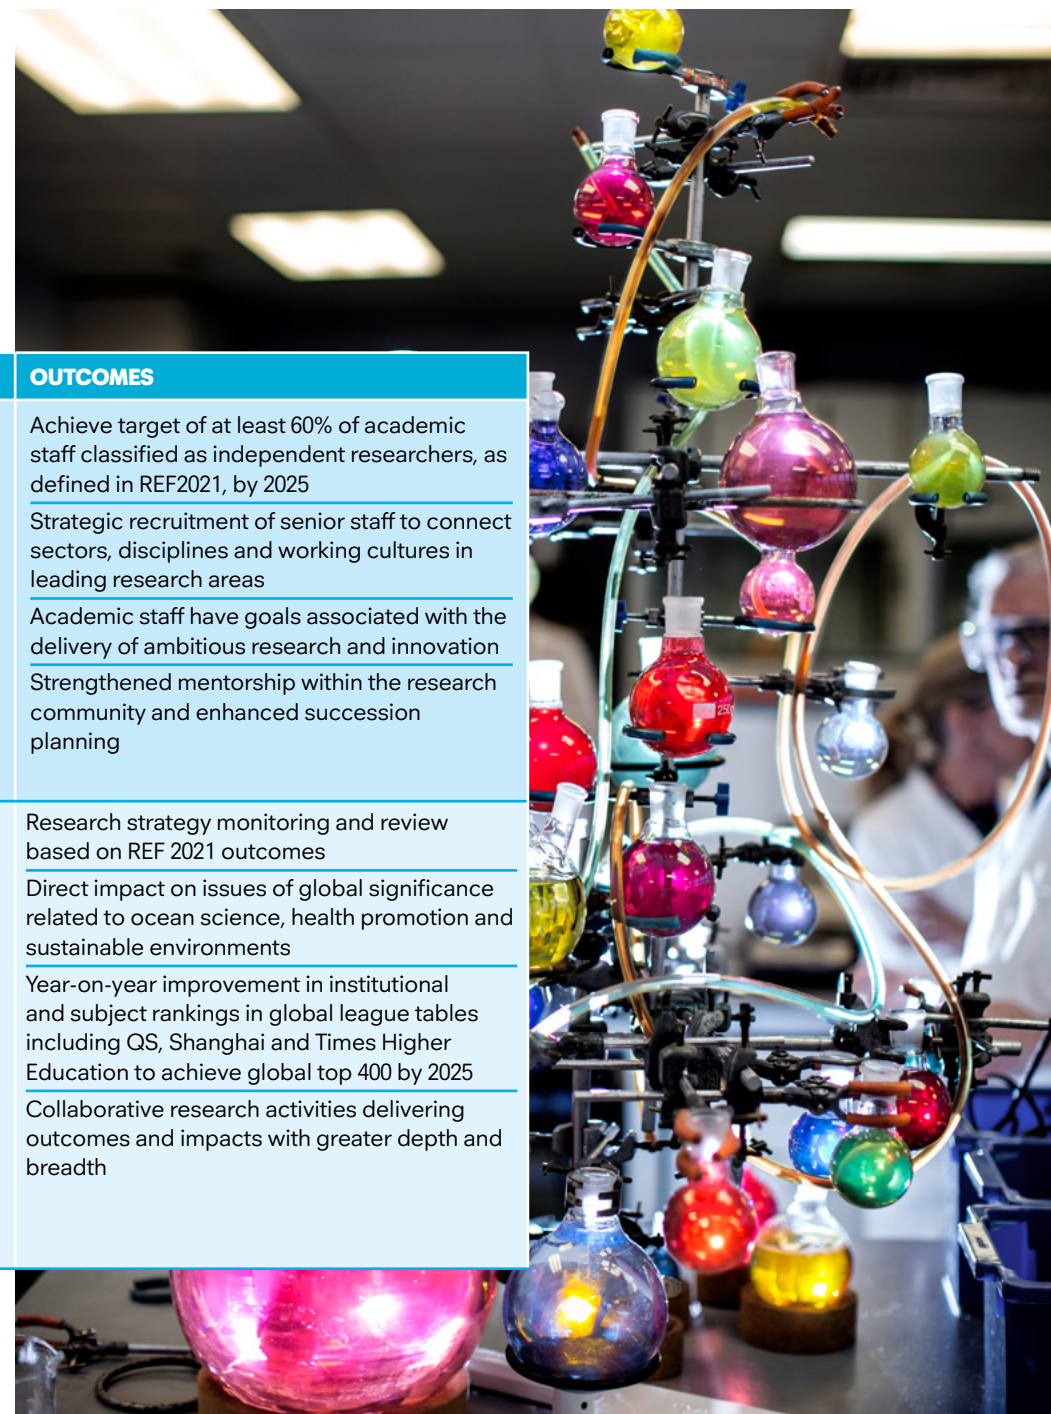 OUTCOMES
Achieve target of at least 60% of academic
staff classified as independent researchers, as
defined in REF2021, by 2025
Strategic recruitment of senior staff to connect
sectors, disciplines and working cultures in
leading research areas
Academic staff have goals associated with the
delivery of ambitious research and innovation
Strengthened mentorship within the research
community and enhanced succession
planning
Research strategy monitoring and review
based on REF 2021 outcomes
Direct impact on issues of global significance
related to ocean science, health promotion and
sustainable environments
Year-on-year improvement in institutional
and subject rankings in global league tables
including QS, Shanghai and Times Higher
Education to achieve global top 400 by 2025
Collaborative research activities delivering
outcomes and impacts with greater depth and
breadth